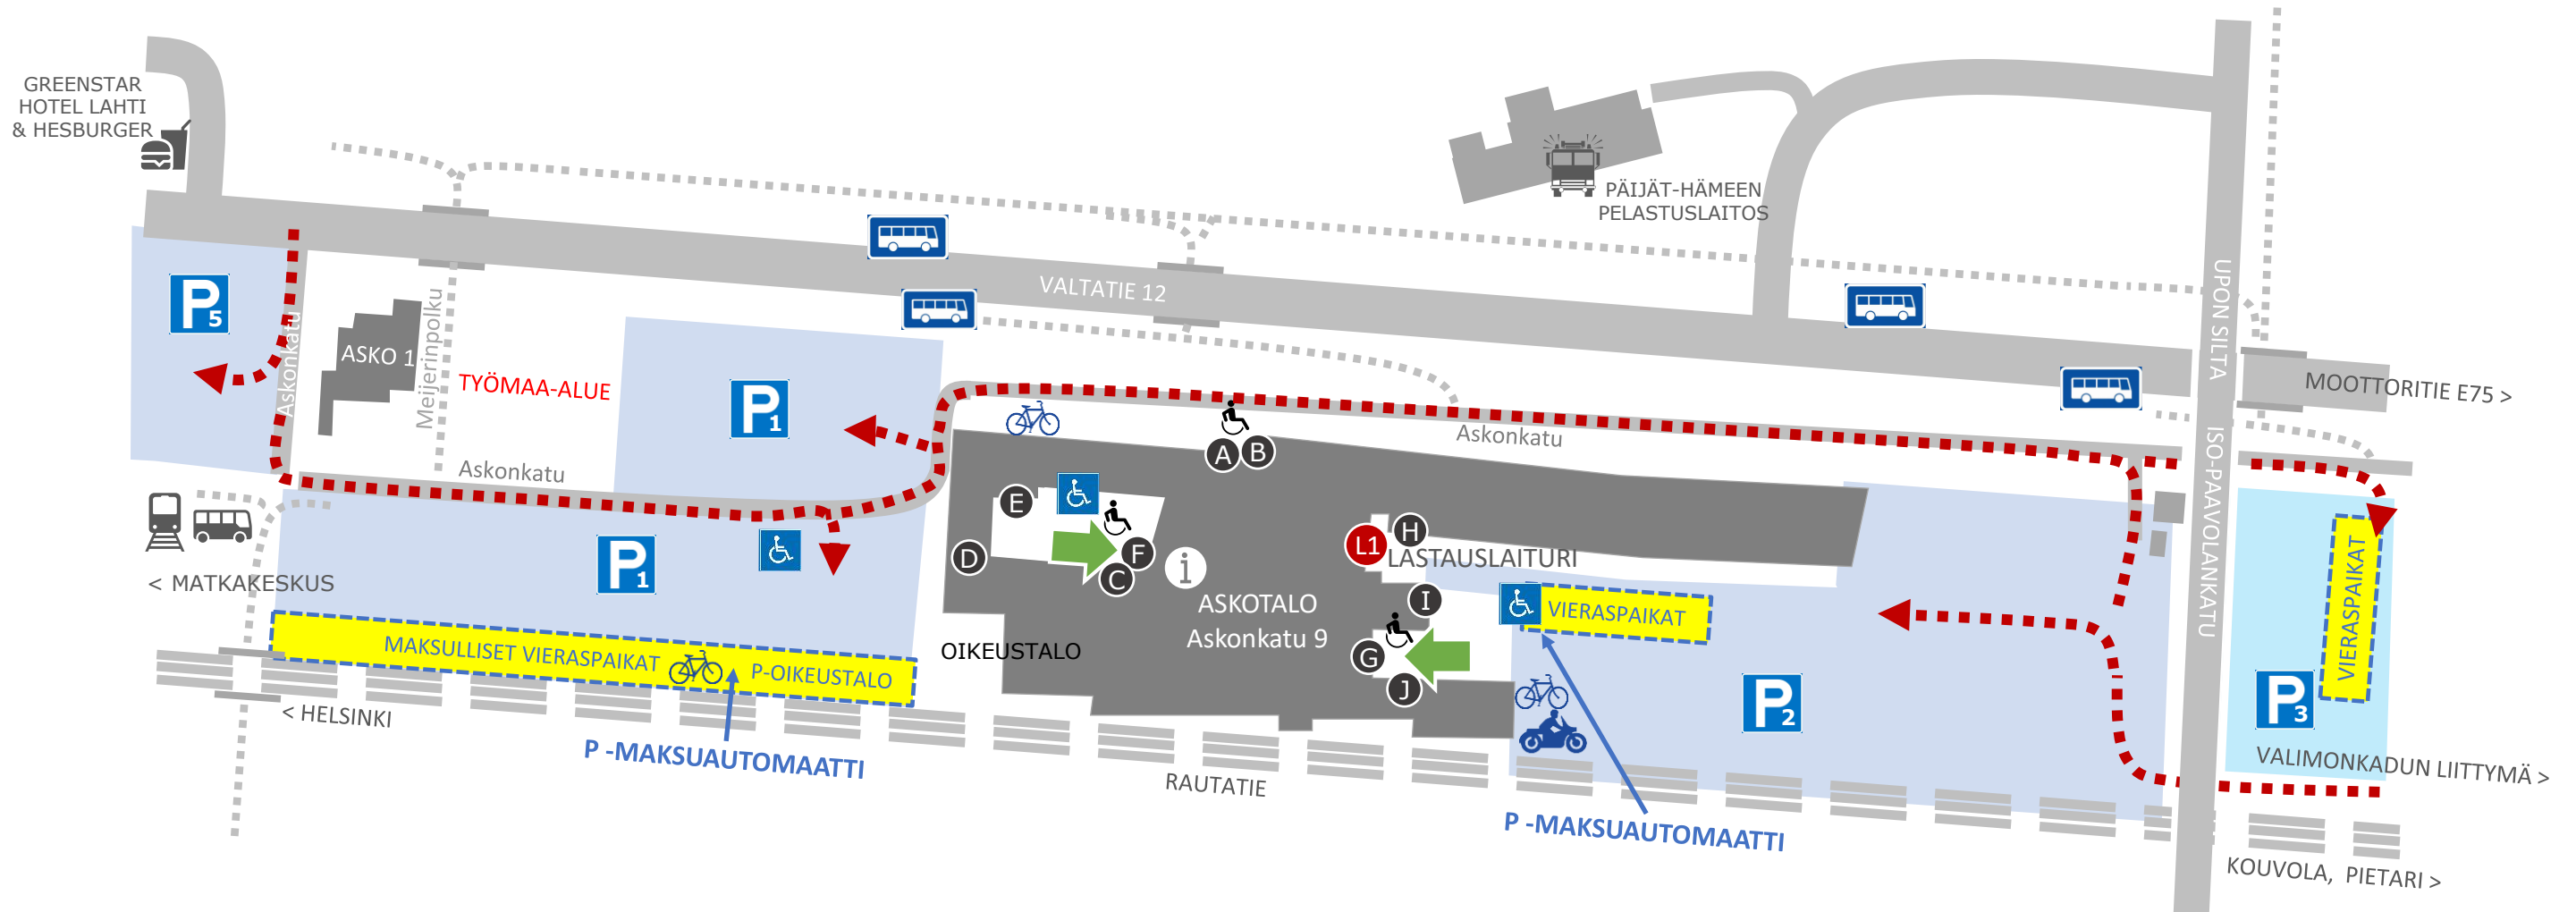 GREENSTAR
HOTEL LAHTI
& HESBURGER
PÄIJÄT-HÄMEEN
PELASTUSLAITOS
VALTATIE 12
UPON SILTA
ISO-PAAVOLANKATU
MOOTTORITIE E75 >
P5
Askonkatu
ASKO 1
Meijerinpolku
TYÖMAA-ALUE
P1
Askonkatu
Askonkatu
A
B
E
D
F
C
i
L1
H
LASTAUSLAITURI
I
G
J
ASKOTALO
Askonkatu 9
OIKEUSTALO
VIERASPAIKAT
VIERASPAIKAT
< MATKAKESKUS
P1
MAKSULLISET VIERASPAIKAT
P-OIKEUSTALO
P2
P3
< HELSINKI
P -MAKSUAUTOMAATTI
RAUTATIE
P -MAKSUAUTOMAATTI
VALIMONKADUN LIITTYMÄ >
KOUVOLA, PIETARI >